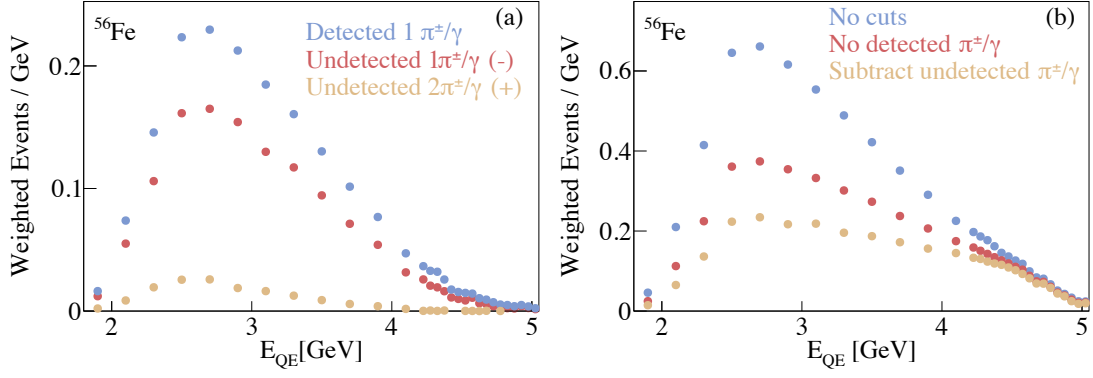 (a)
⁵⁶Fe
Detected 1 π±/γ
Undetected 1π±/γ (-)
Undetected 2π±/γ (+)
Weighted Events / GeV
0.2
0.1
0
2
3
4
5
E_QE[GeV]
(b)
⁵⁶Fe
No cuts
No detected π±/γ
Subtract undetected π±/γ
Weighted Events / GeV
0.6
0.4
0.2
0
2
3
4
5
E_QE [GeV]